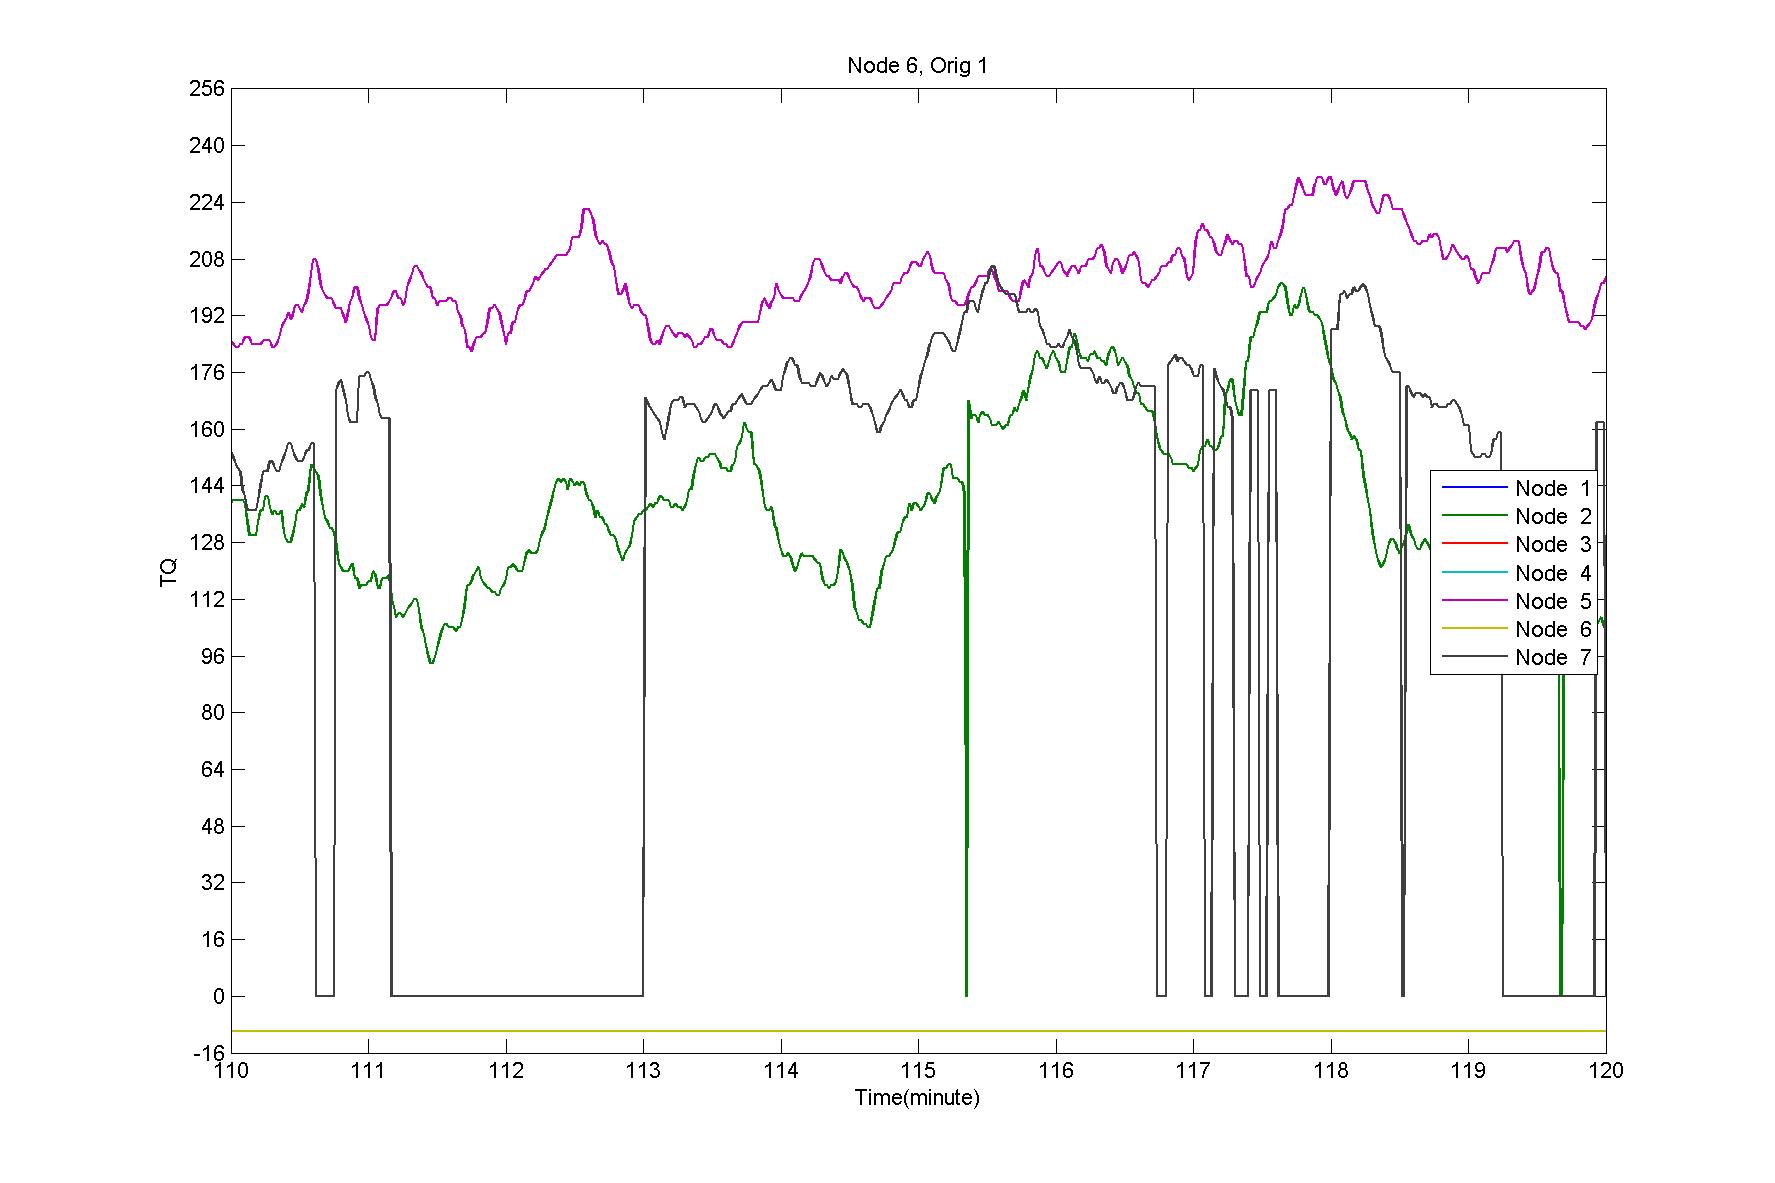 Node 6, Orig 1
256
240
224
208
192
176
160
144
128
112
96
80
64
48
32
16
0
-16
TQ
110 111 112 113 114 115 116 117 118 119 120
Time(minute)
Node 1
Node 2
Node 3
Node 4
Node 5
Node 6
Node 7